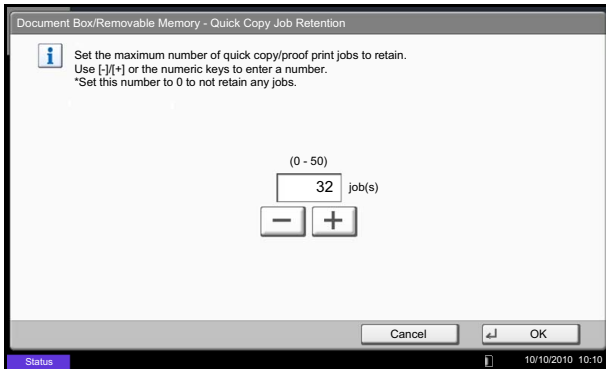 Document Box/Removable Memory - Quick Copy Job Retention
Set the maximum number of quick copy/proof print jobs to retain.
Use [-]/[+] or the numeric keys to enter a number.
*Set this number to 0 to not retain any jobs.
(0 - 50)
32 job(s)
− +
Cancel OK
Status 10/10/2010 10:10